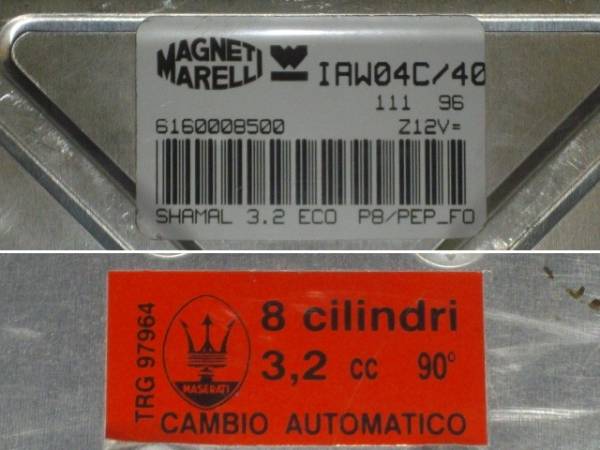 MAGNETI MARELLI W IAW04C/40
111 96
6160008500 Z12V=
SHAMAL 3.2 ECO P8/PEP_FO
TRG 97964
8 cilindri
3,2 cc 90°
MASERATI
CAMBIO AUTOMATICO